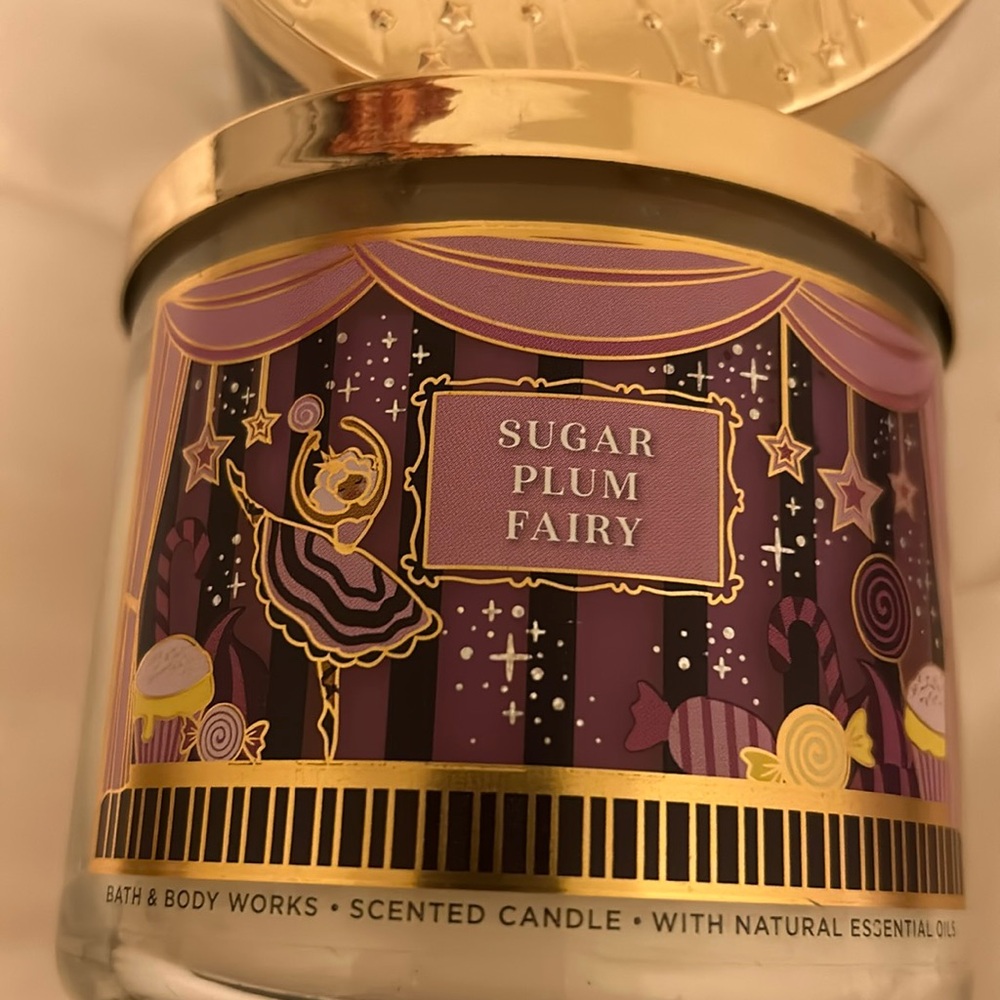 SUGAR
PLUM
FAIRY
BATH & BODY WORKS • SCENTED CANDLE • WITH NATURAL ESSENTIAL OILS